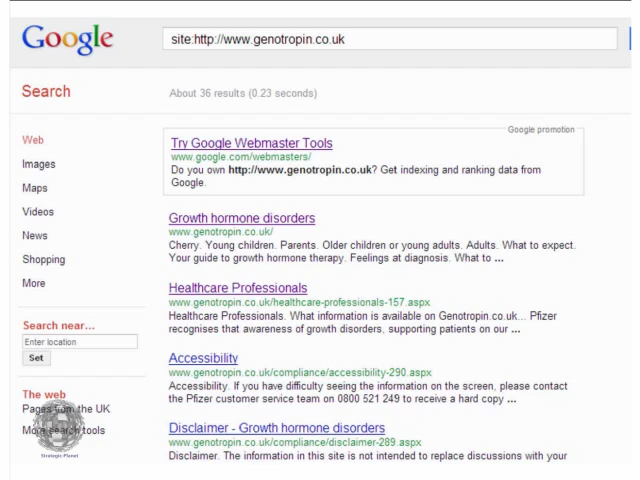 Google
site:http://www.genotropin.co.uk
Search
About 36 results (0.23 seconds)
Web
Images
Maps
Videos
News
Shopping
More
Search near...
Enter location
Set
The web
Pages from the UK
More search tools
Strategic Planet
Google promotion
Try Google Webmaster Tools
www.google.com/webmasters/
Do you own http://www.genotropin.co.uk? Get indexing and ranking data from
Google.
Growth hormone disorders
www.genotropin.co.uk/
Cherry. Young children. Parents. Older children or young adults. Adults. What to expect.
Your guide to growth hormone therapy. Feelings at diagnosis. What to ...
Healthcare Professionals
www.genotropin.co.uk/healthcare-professionals-157.aspx
Healthcare Professionals. What information is available on Genotropin.co.uk... Pfizer
recognises that awareness of growth disorders, supporting patients on our ...
Accessibility
www.genotropin.co.uk/compliance/accessibility-290.aspx
Accessibility. If you have difficulty seeing the information on the screen, please contact
the Pfizer customer service team on 0800 521 249 to receive a hard copy ...
Disclaimer - Growth hormone disorders
www.genotropin.co.uk/compliance/disclaimer-289.aspx
Disclaimer. The information in this site is not intended to replace discussions with your